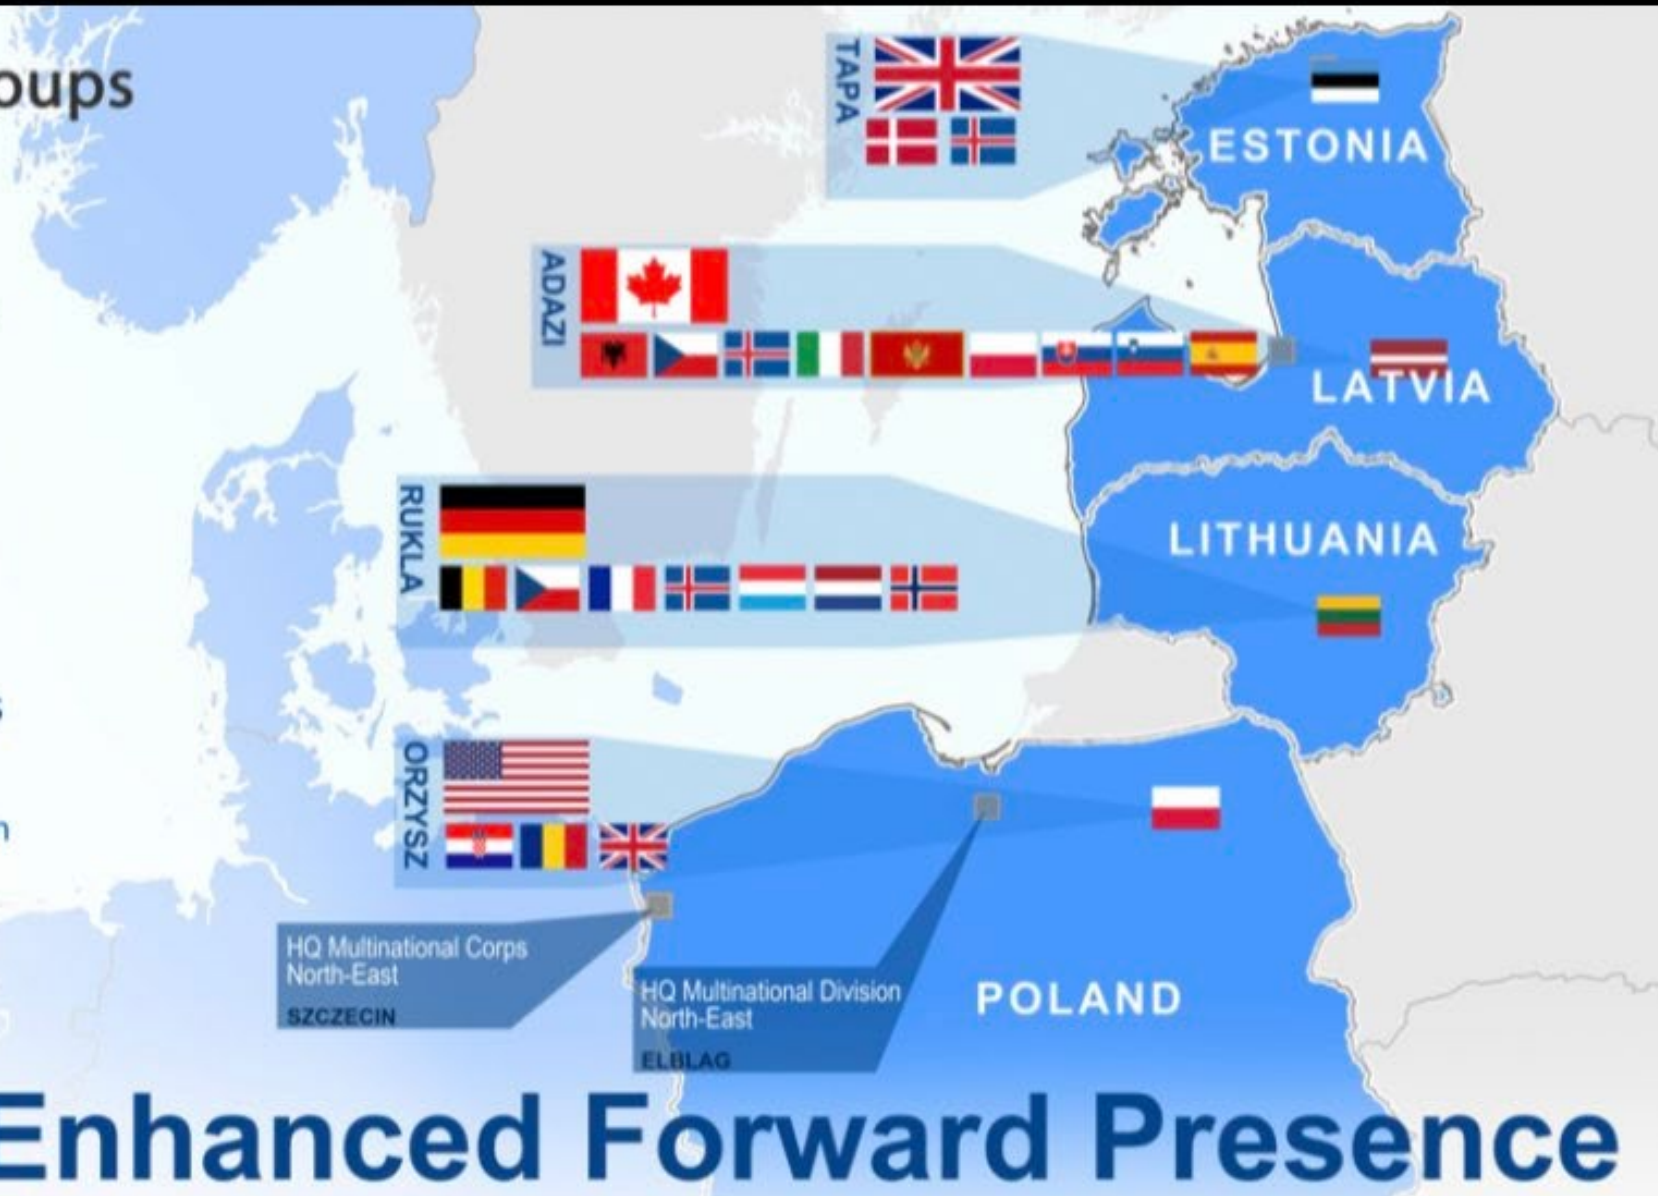 oups
TAPA
ESTONIA
ADAZI
LATVIA
RUKLA
LITHUANIA
ORZYSZ
HQ Multinational Corps
North-East
SZCZECIN
HQ Multinational Division
North-East
ELBLAG
POLAND
Enhanced Forward Presence